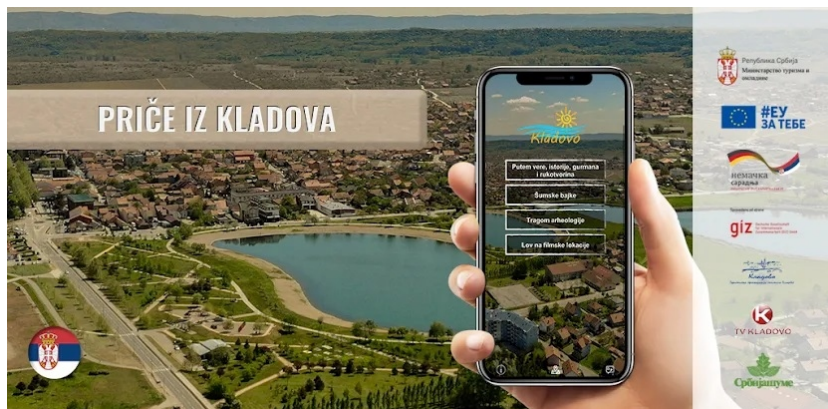 PRIČE IZ KLADOVA
Kladovo
Putem vere, istorije, gurmana
i rukotvorina
Šumske bajke
Tragom arheologije
Lov na filmske lokacije
Република Србија
Министарство туризма и
омладине
#ЕУ
ЗА ТЕБЕ
НЕМАЧКА
САРАДЊА
giz
Кладово
TV KLADOVO
Србијашуме